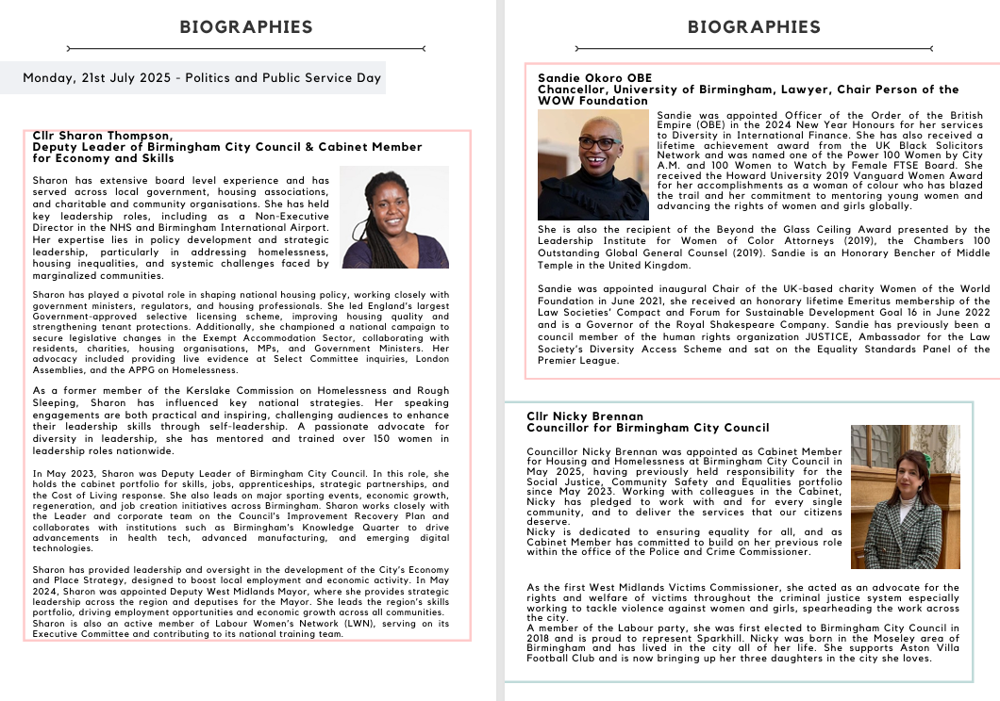 BIOGRAPHIES
Monday, 21st July 2025 - Politics and Public Service Day
Cllr Sharon Thompson,
Deputy Leader of Birmingham City Council & Cabinet Member
for Economy and Skills
Sharon has extensive board level experience and has
served across local government, housing associations,
and charitable and community organisations. She has held
key leadership roles, including as a Non-Executive
Director in the NHS and Birmingham International Airport.
Her expertise lies in policy development and strategic
leadership, particularly in addressing homelessness,
housing inequalities, and systemic challenges faced by
marginalized communities.
Sharon has played a pivotal role in shaping national housing policy, working closely with
government ministers, regulators, and housing professionals. She led England's largest
Government-approved selective licensing scheme, improving housing quality and
strengthening tenant protections. Additionally, she championed a national campaign to
secure legislative changes in the Exempt Accommodation Sector, collaborating with
residents, charities, housing organisations, MPs, and Government Ministers. Her
advocacy included providing live evidence at Select Committee inquiries, London
Assemblies, and the APPG on Homelessness.
As a former member of the Kerslake Commission on Homelessness and Rough
Sleeping, Sharon has influenced key national strategies. Her speaking
engagements are both practical and inspiring, challenging audiences to enhance
their leadership skills through self-leadership. A passionate advocate for
diversity in leadership, she has mentored and trained over 150 women in
leadership roles nationwide.
In May 2023, Sharon was Deputy Leader of Birmingham City Council. In this role, she
holds the cabinet portfolio for skills, jobs, apprenticeships, strategic partnerships, and
the Cost of Living response. She also leads on major sporting events, economic growth,
regeneration, and job creation initiatives across Birmingham. Sharon works closely with
the Leader and corporate team on the Council's Improvement Recovery Plan and
collaborates with institutions such as Birmingham's Knowledge Quarter to drive
advancements in health tech, advanced manufacturing, and emerging digital
technologies.
Sharon has provided leadership and oversight in the development of the City's Economy
and Place Strategy, designed to boost local employment and economic activity. In May
2024, Sharon was appointed Deputy West Midlands Mayor, where she provides strategic
leadership across the region and deputises for the Mayor. She leads the region's skills
portfolio, driving employment opportunities and economic growth across all communities.
Sharon is also an active member of Labour Women's Network (LWN), serving on its
Executive Committee and contributing to its national training team.
BIOGRAPHIES
Sandie Okoro OBE
Chancellor, University of Birmingham, Lawyer, Chair Person of the
WOW Foundation
Sandie was appointed Officer of the Order of the British
Empire (OBE) in the 2024 New Year Honours for her services
to Diversity in International Finance. She has also received a
lifetime achievement award from the UK Black Solicitors
Network and was named one of the Power 100 Women by City
A.M. and 100 Women to Watch by Female FTSE Board. She
received the Howard University 2019 Vanguard Women Award
for her accomplishments as a woman of colour who has blazed
the trail and her commitment to mentoring young women and
advancing the rights of women and girls globally.
She is also the recipient of the Beyond the Glass Ceiling Award presented by the
Leadership Institute for Women of Color Attorneys (2019), the Chambers 100
Outstanding Global General Counsel (2019). Sandie is an Honorary Bencher of Middle
Temple in the United Kingdom.
Sandie was appointed inaugural Chair of the UK-based charity Women of the World
Foundation in June 2021, she received an honorary lifetime Emeritus membership of the
Law Societies' Compact and Forum for Sustainable Development Goal 16 in June 2022
and is a Governor of the Royal Shakespeare Company. Sandie has previously been a
council member of the human rights organization JUSTICE, Ambassador for the Law
Society's Diversity Access Scheme and sat on the Equality Standards Panel of the
Premier League.
Cllr Nicky Brennan
Councillor for Birmingham City Council
Councillor Nicky Brennan was appointed as Cabinet Member
for Housing and Homelessness at Birmingham City Council in
May 2025, having previously held responsibility for the
Social Justice, Community Safety and Equalities portfolio
since May 2023. Working with colleagues in the Cabinet,
Nicky has pledged to work with and for every single
community, and to deliver the services that our citizens
deserve.
Nicky is dedicated to ensuring equality for all, and as
Cabinet Member has committed to build on her previous role
within the office of the Police and Crime Commissioner.
As the first West Midlands Victims Commissioner, she acted as an advocate for the
rights and welfare of victims throughout the criminal justice system especially
working to tackle violence against women and girls, spearheading the work across
the city.
A member of the Labour party, she was first elected to Birmingham City Council in
2018 and is proud to represent Sparkhill. Nicky was born in the Moseley area of
Birmingham and has lived in the city all of her life. She supports Aston Villa
Football Club and is now bringing up her three daughters in the city she loves.